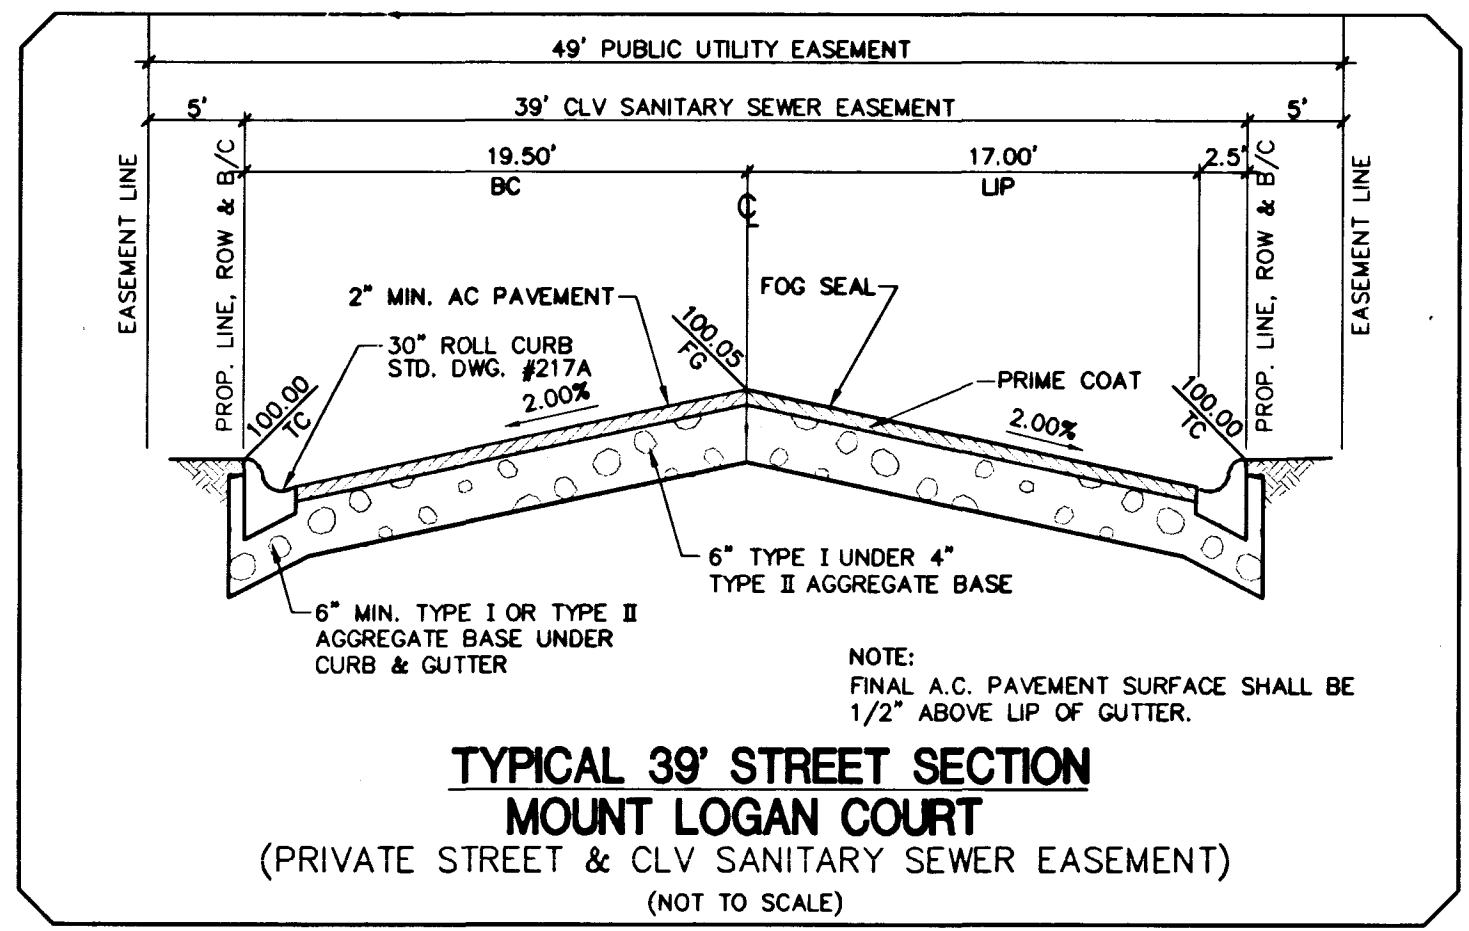 49' PUBLIC UTILITY EASEMENT
5'
39' CLV SANITARY SEWER EASEMENT
5'
19.50'
BC
17.00'
LIP
2.5'
℄
EASEMENT LINE
PROP. LINE, ROW & B/C
PROP. LINE, ROW & B/C
EASEMENT LINE
2" MIN. AC PAVEMENT
FOG SEAL
30" ROLL CURB
STD. DWG. #217A
100.05
FG
PRIME COAT
100.00
TC
2.00%
2.00%
100.00
TC
6" TYPE I UNDER 4"
TYPE II AGGREGATE BASE
6" MIN. TYPE I OR TYPE II
AGGREGATE BASE UNDER
CURB & GUTTER
NOTE:
FINAL A.C. PAVEMENT SURFACE SHALL BE
1/2" ABOVE LIP OF GUTTER.
TYPICAL 39' STREET SECTION
MOUNT LOGAN COURT
(PRIVATE STREET & CLV SANITARY SEWER EASEMENT)
(NOT TO SCALE)